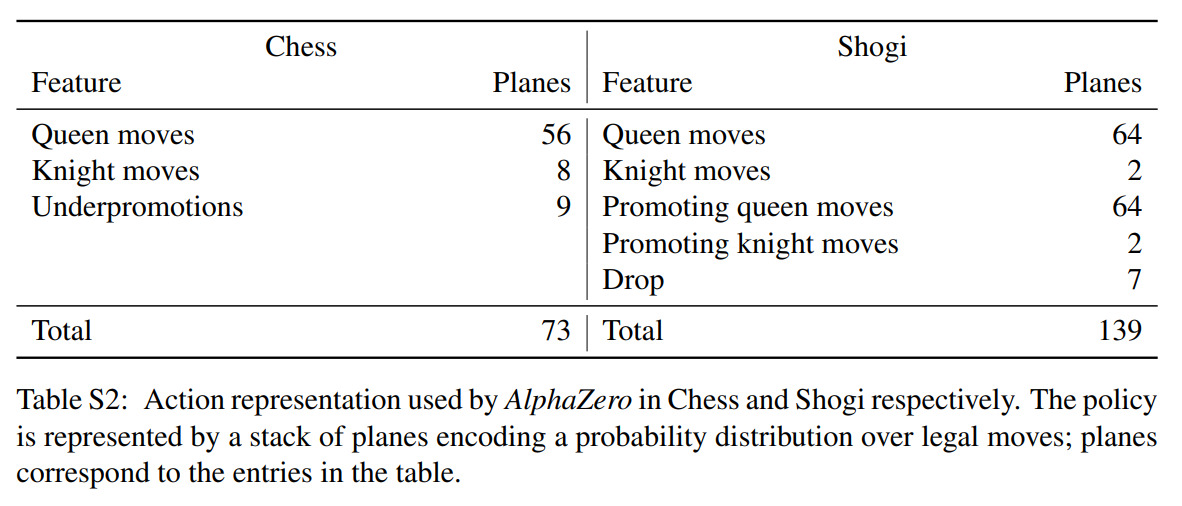 Chess Shogi
Feature Planes Feature Planes
Queen moves 56 Queen moves 64
Knight moves 8 Knight moves 2
Underpromotions 9 Promoting queen moves 64
Promoting knight moves 2
Drop 7
Total 73 Total 139
Table S2: Action representation used by AlphaZero in Chess and Shogi respectively. The policy
is represented by a stack of planes encoding a probability distribution over legal moves; planes
correspond to the entries in the table.